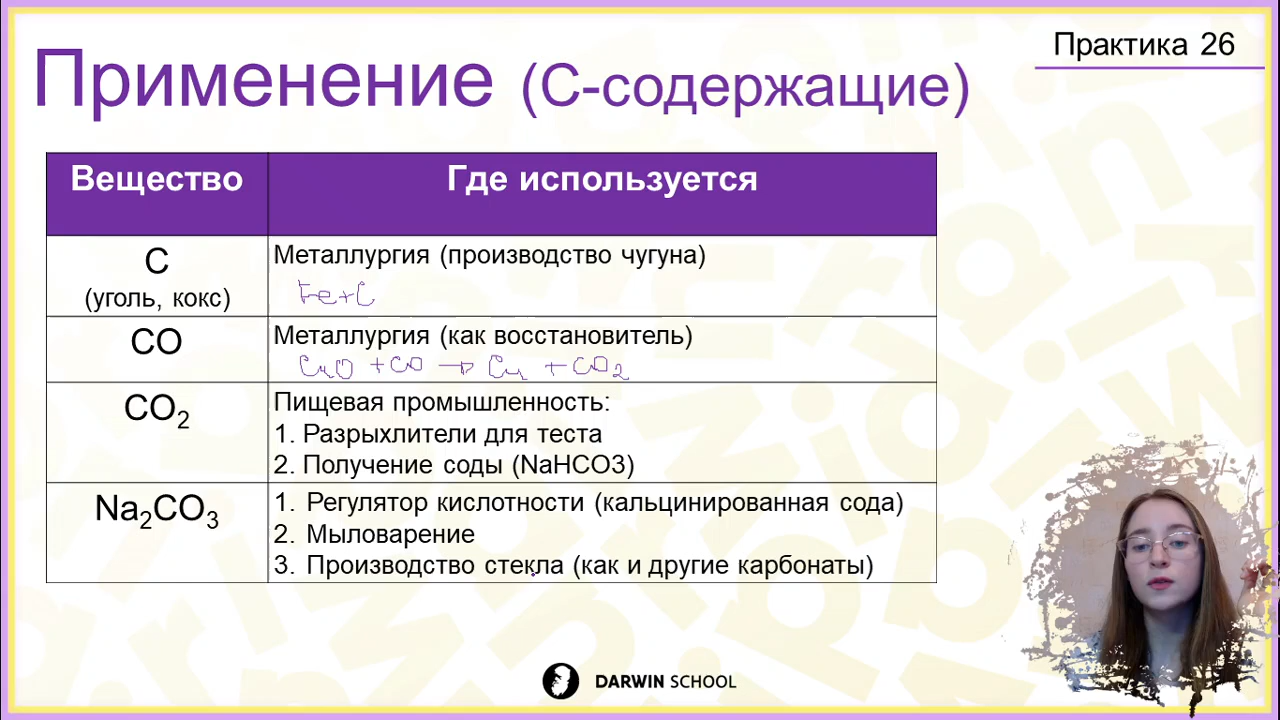 Практика 26
Применение (С-содержащие)
Вещество
Где используется
C
(уголь, кокс)
Металлургия (производство чугуна)
Fe+C
CO
Металлургия (как восстановитель)
CuO +CO → Cu +CO2
CO2
Пищевая промышленность:
1. Разрыхлители для теста
2. Получение соды (NaHCO3)
Na2CO3
1. Регулятор кислотности (кальцинированная сода)
2. Мыловарение
3. Производство стекла (как и другие карбонаты)
DARWIN SCHOOL